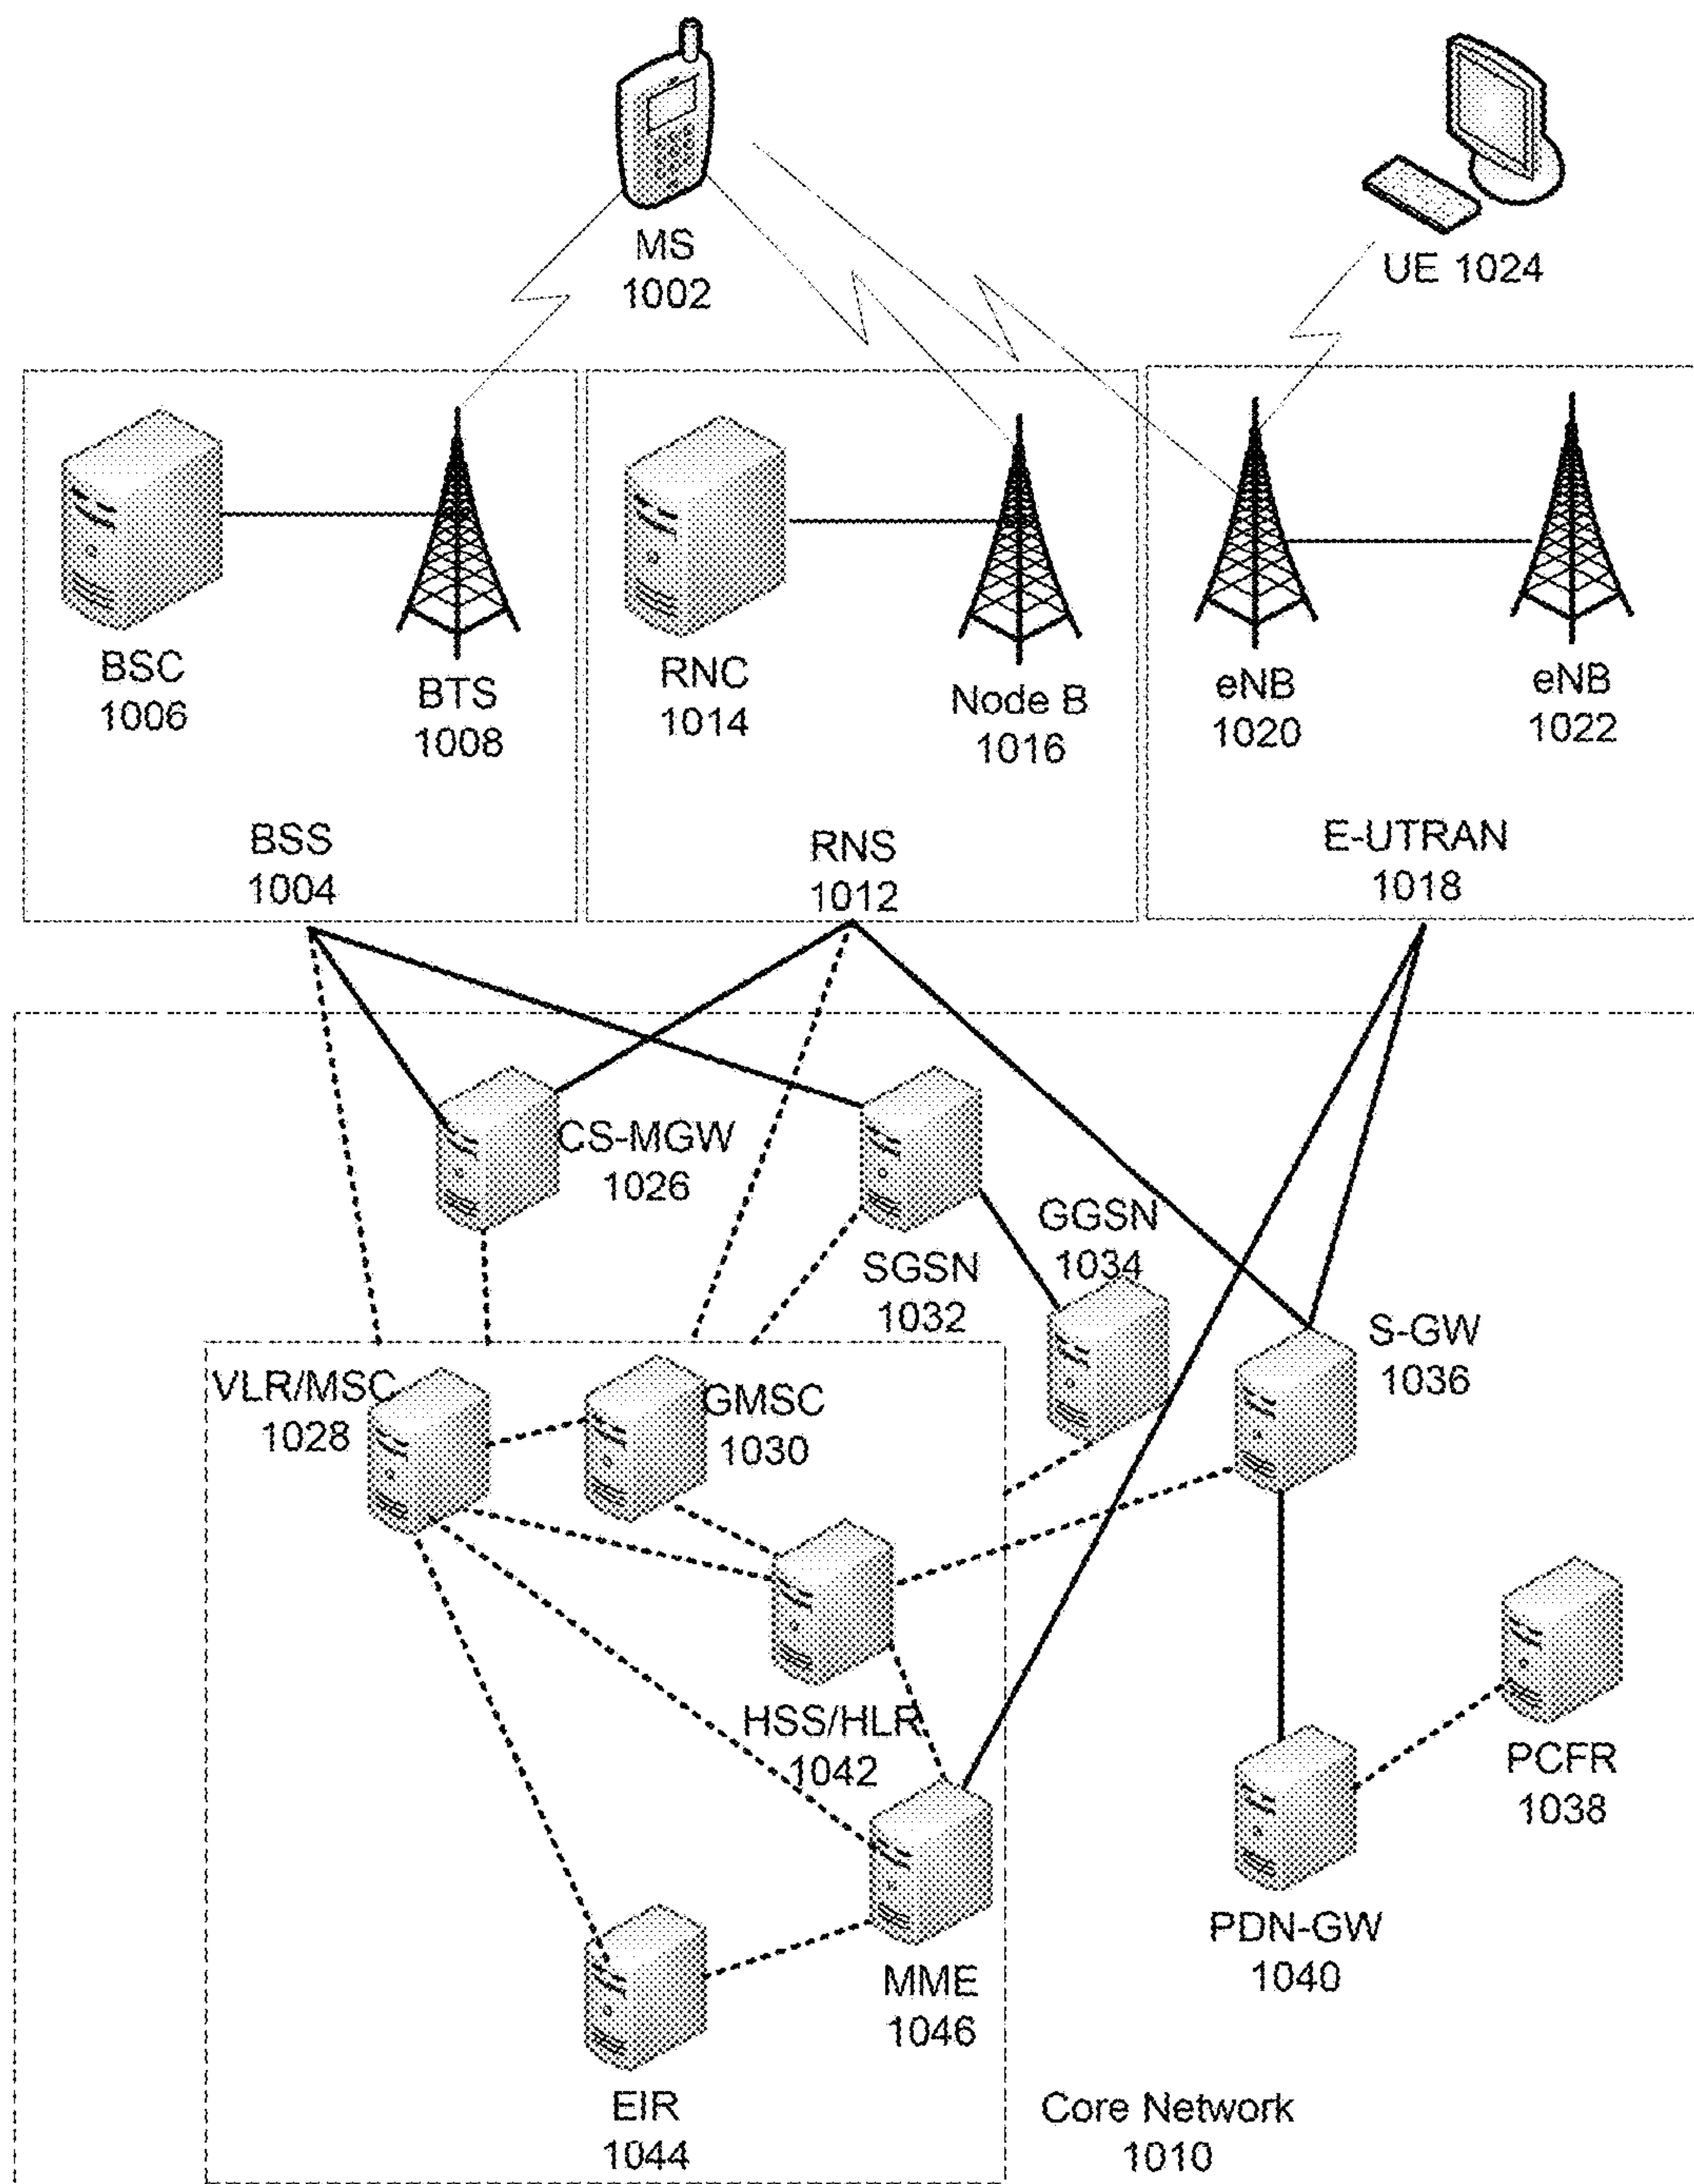 MS
1002
UE 1024
BSC
1006
BTS
1008
RNC
1014
Node B
1016
eNB
1020
eNB
1022
BSS
1004
RNS
1012
E-UTRAN
1018
CS-MGW
1026
SGSN
1032
GGSN
1034
S-GW
1036
VLR/MSC
1028
GMSC
1030
HSS/HLR
1042
PCFR
1038
PDN-GW
1040
MME
1046
EIR
1044
Core Network
1010